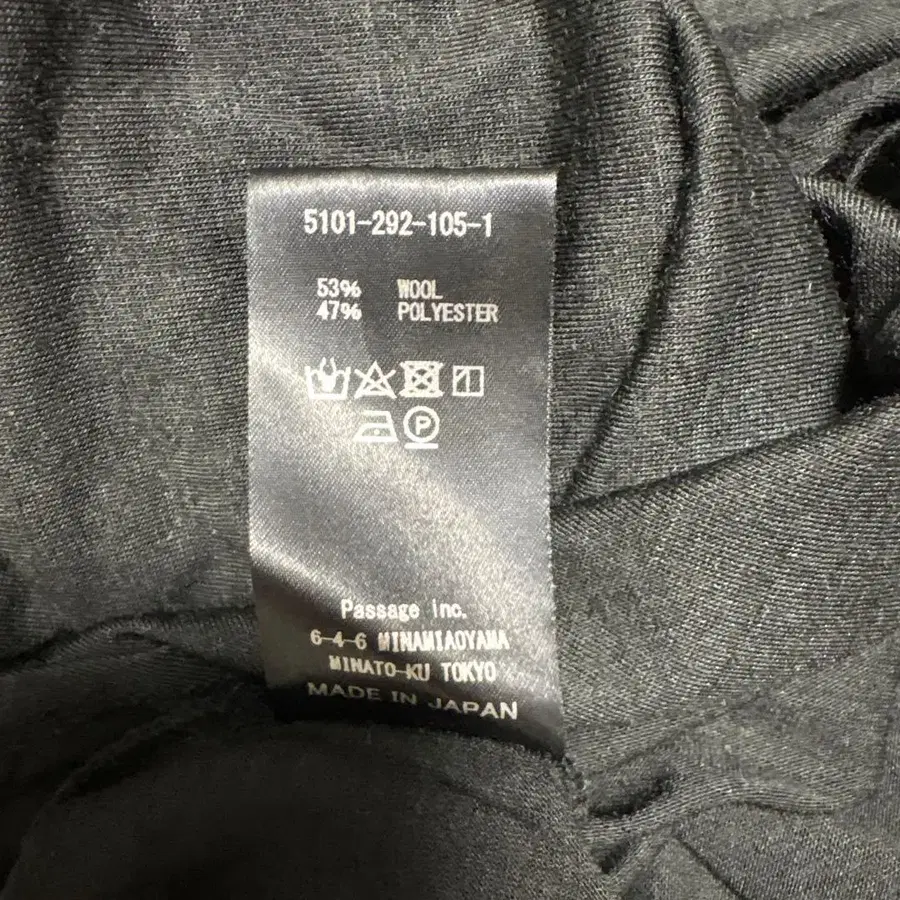 5101-292-105-1
53% WOOL
47% POLYESTER
P
Passage Inc.
6-4-6 MINAMIAOYAMA
MINATO-KU TOKYO
MADE IN JAPAN